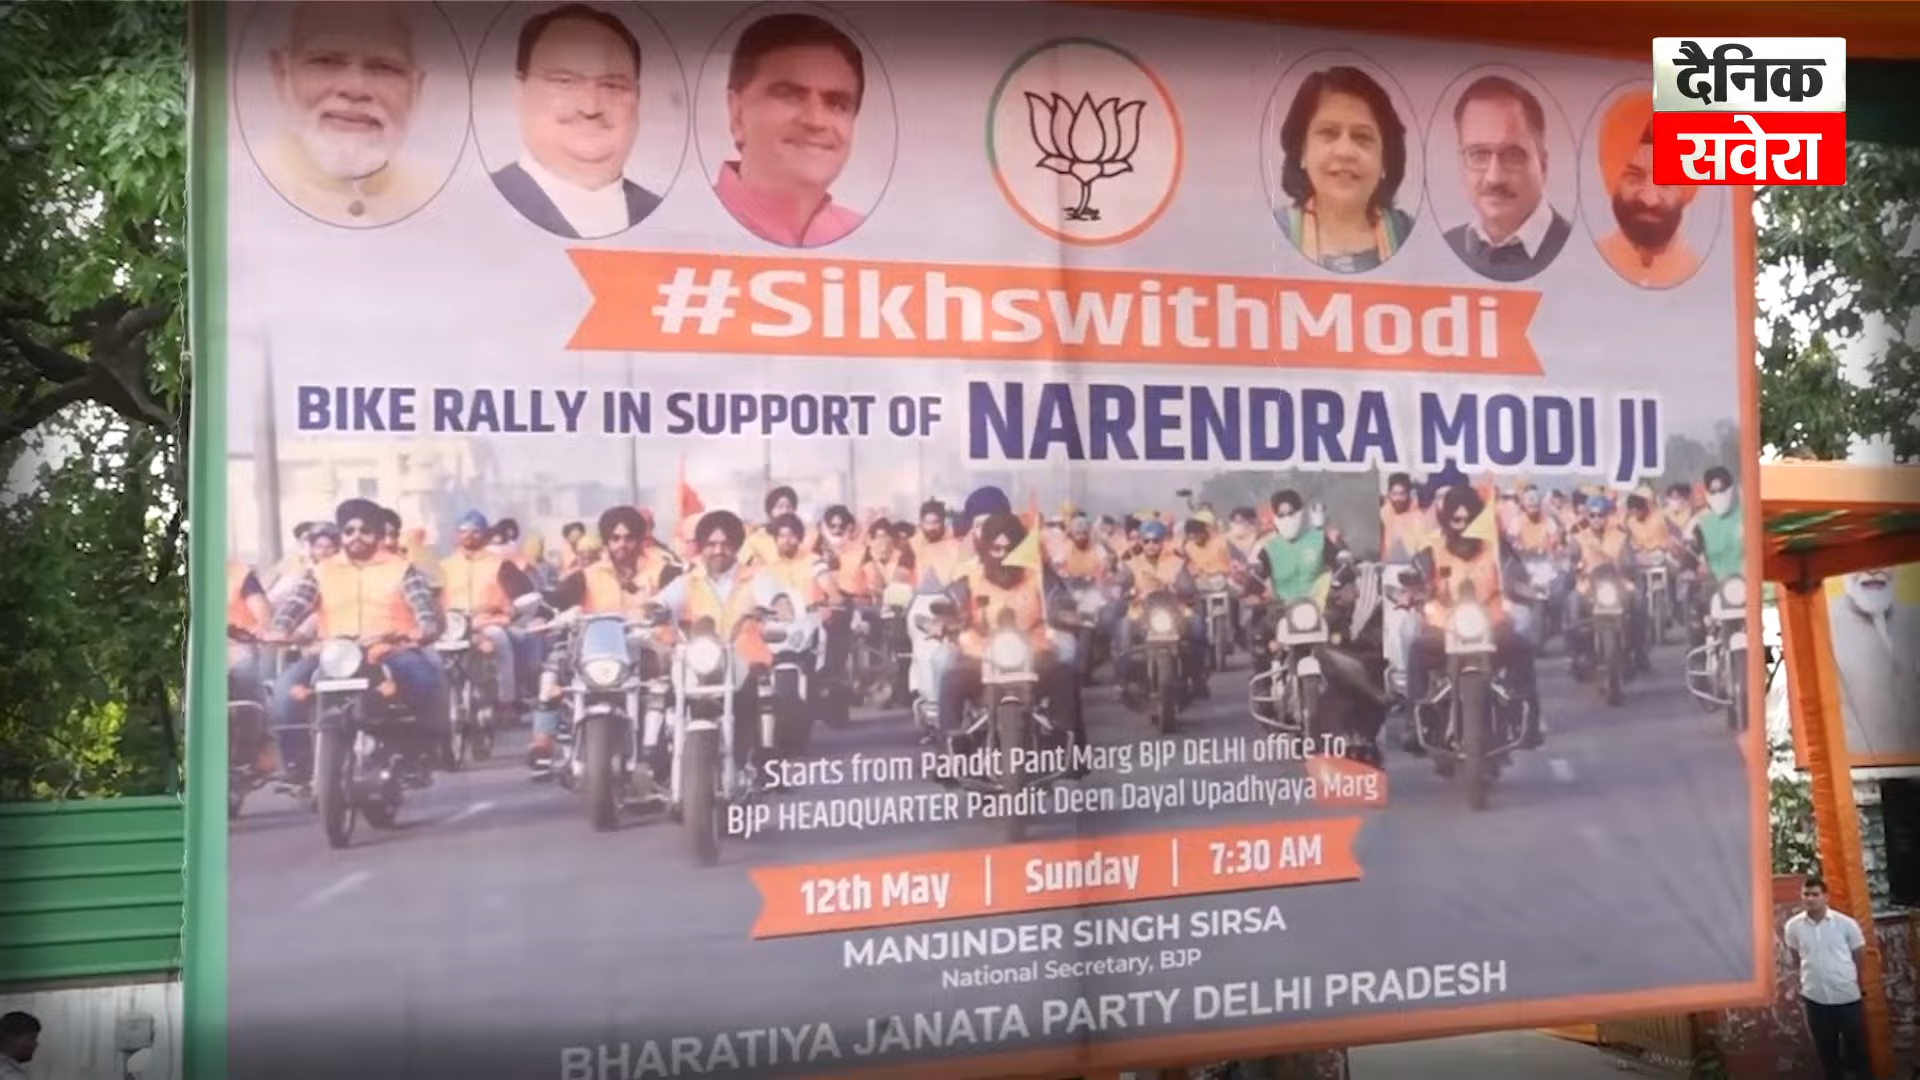 दैनिक
सवेरा
#SikhswithModi
BIKE RALLY IN SUPPORT OF NARENDRA MODI JI
Starts from Pandit Pant Marg BJP DELHI office To
BJP HEADQUARTER Pandit Deen Dayal Upadhyaya Marg
12th May | Sunday | 7:30 AM
MANJINDER SINGH SIRSA
National Secretary, BJP
BHARATIYA JANATA PARTY DELHI PRADESH